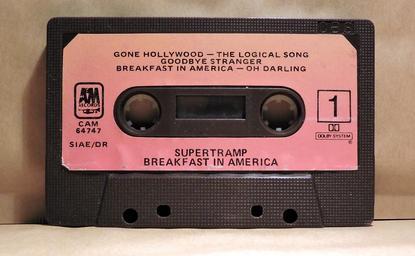 GONE HOLLYWOOD — THE LOGICAL SONG
GOODBYE STRANGER
BREAKFAST IN AMERICA — OH DARLING
A&M
RECORDS
CAM
64747
SIAE/DR
1
DOLBY SYSTEM
SUPERTRAMP
BREAKFAST IN AMERICA